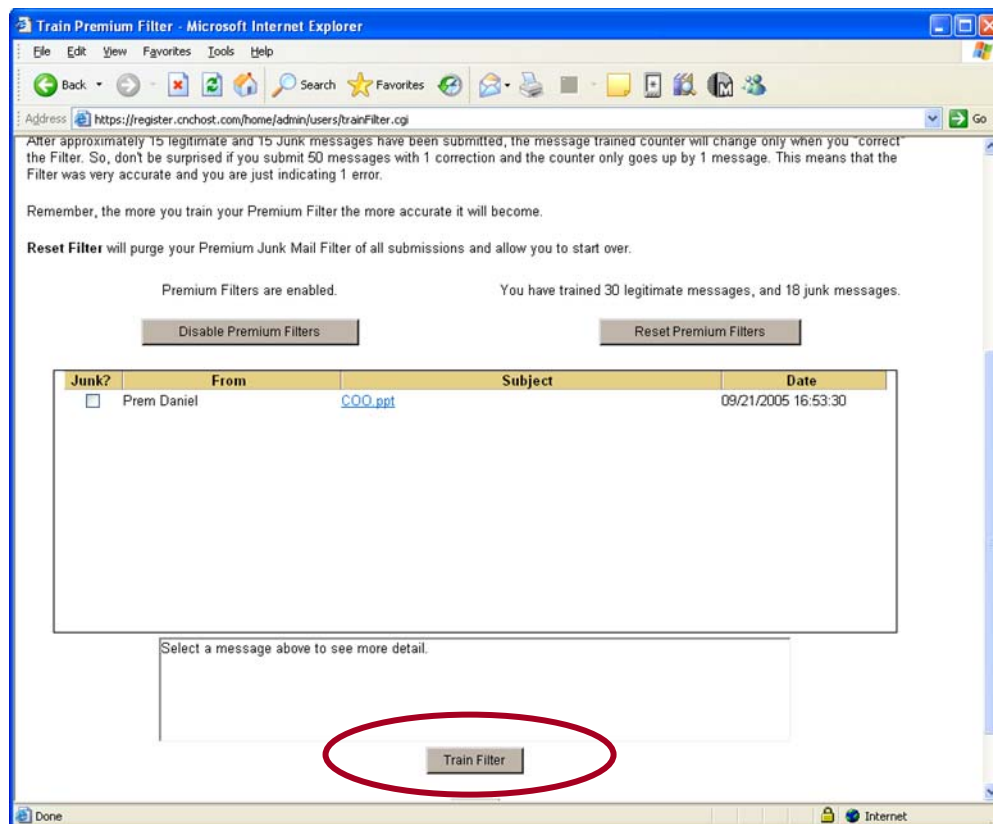 Train Premium Filter - Microsoft Internet Explorer
File Edit View Favorites Tools Help
Back Search Favorites
Address https://register.cnchost.com/home/admin/users/trainFilter.cgi Go
After approximately 15 legitimate and 15 Junk messages have been submitted, the message trained counter will change only when you "correct"
the Filter. So, don't be surprised if you submit 50 messages with 1 correction and the counter only goes up by 1 message. This means that the
Filter was very accurate and you are just indicating 1 error.
Remember, the more you train your Premium Filter the more accurate it will become.
Reset Filter will purge your Premium Junk Mail Filter of all submissions and allow you to start over.
Premium Filters are enabled. You have trained 30 legitimate messages, and 18 junk messages.
Disable Premium Filters Reset Premium Filters
Junk? From Subject Date
Prem Daniel COO.ppt 09/21/2005 16:53:30
Select a message above to see more detail.
Train Filter
Done Internet